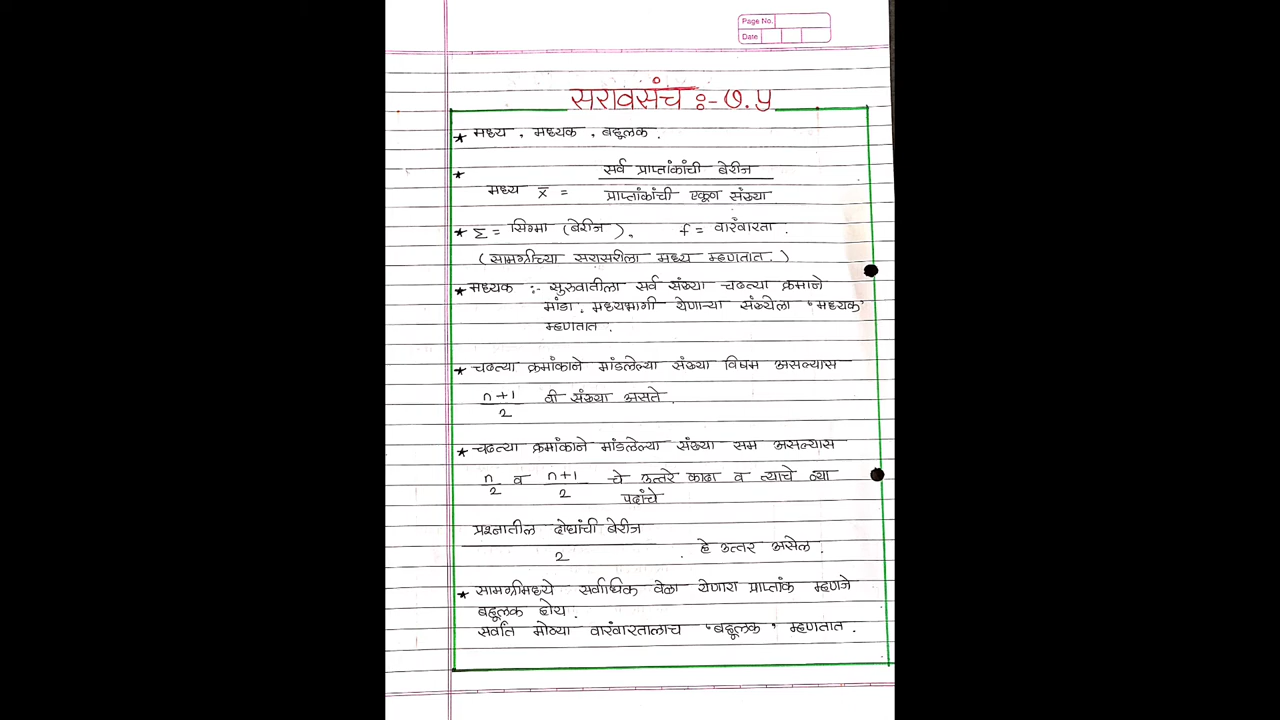 Page No.
Date
सरावसंच :- ७.५
* मध्य , मध्यक , बहूलक .
* मध्य x̄ = सर्व प्राप्तांकांची बेरीज / प्राप्तांकांची एकूण संख्या
* Σ = सिग्मा (बेरीज), f = वारंवारता .
(सामग्रीच्या सरासरीला मध्य म्हणतात.)
* मध्यक :- सुरुवातीला सर्व संख्या चढत्या क्रमाने
मांडा . मध्यभागी येणाऱ्या संख्येला 'मध्यक'
म्हणतात .
* चढत्या क्रमांकाने मांडलेल्या संख्या विषम असल्यास
n+1/2 वी संख्या असते .
* चढत्या क्रमांकाने मांडलेल्या संख्या सम असल्यास
n/2 व n+1/2 चे उत्तरे काढा व त्याचे त्या
पदांचे
प्रश्नातील दोघांची बेरीज / 2 . हे उत्तर असेल .
* सामग्रीमध्ये सर्वाधिक वेळा येणारा प्राप्तांक म्हणजे
बहूलक होय .
सर्वात मोठ्या वारंवारतालाच 'बहूलक' म्हणतात .